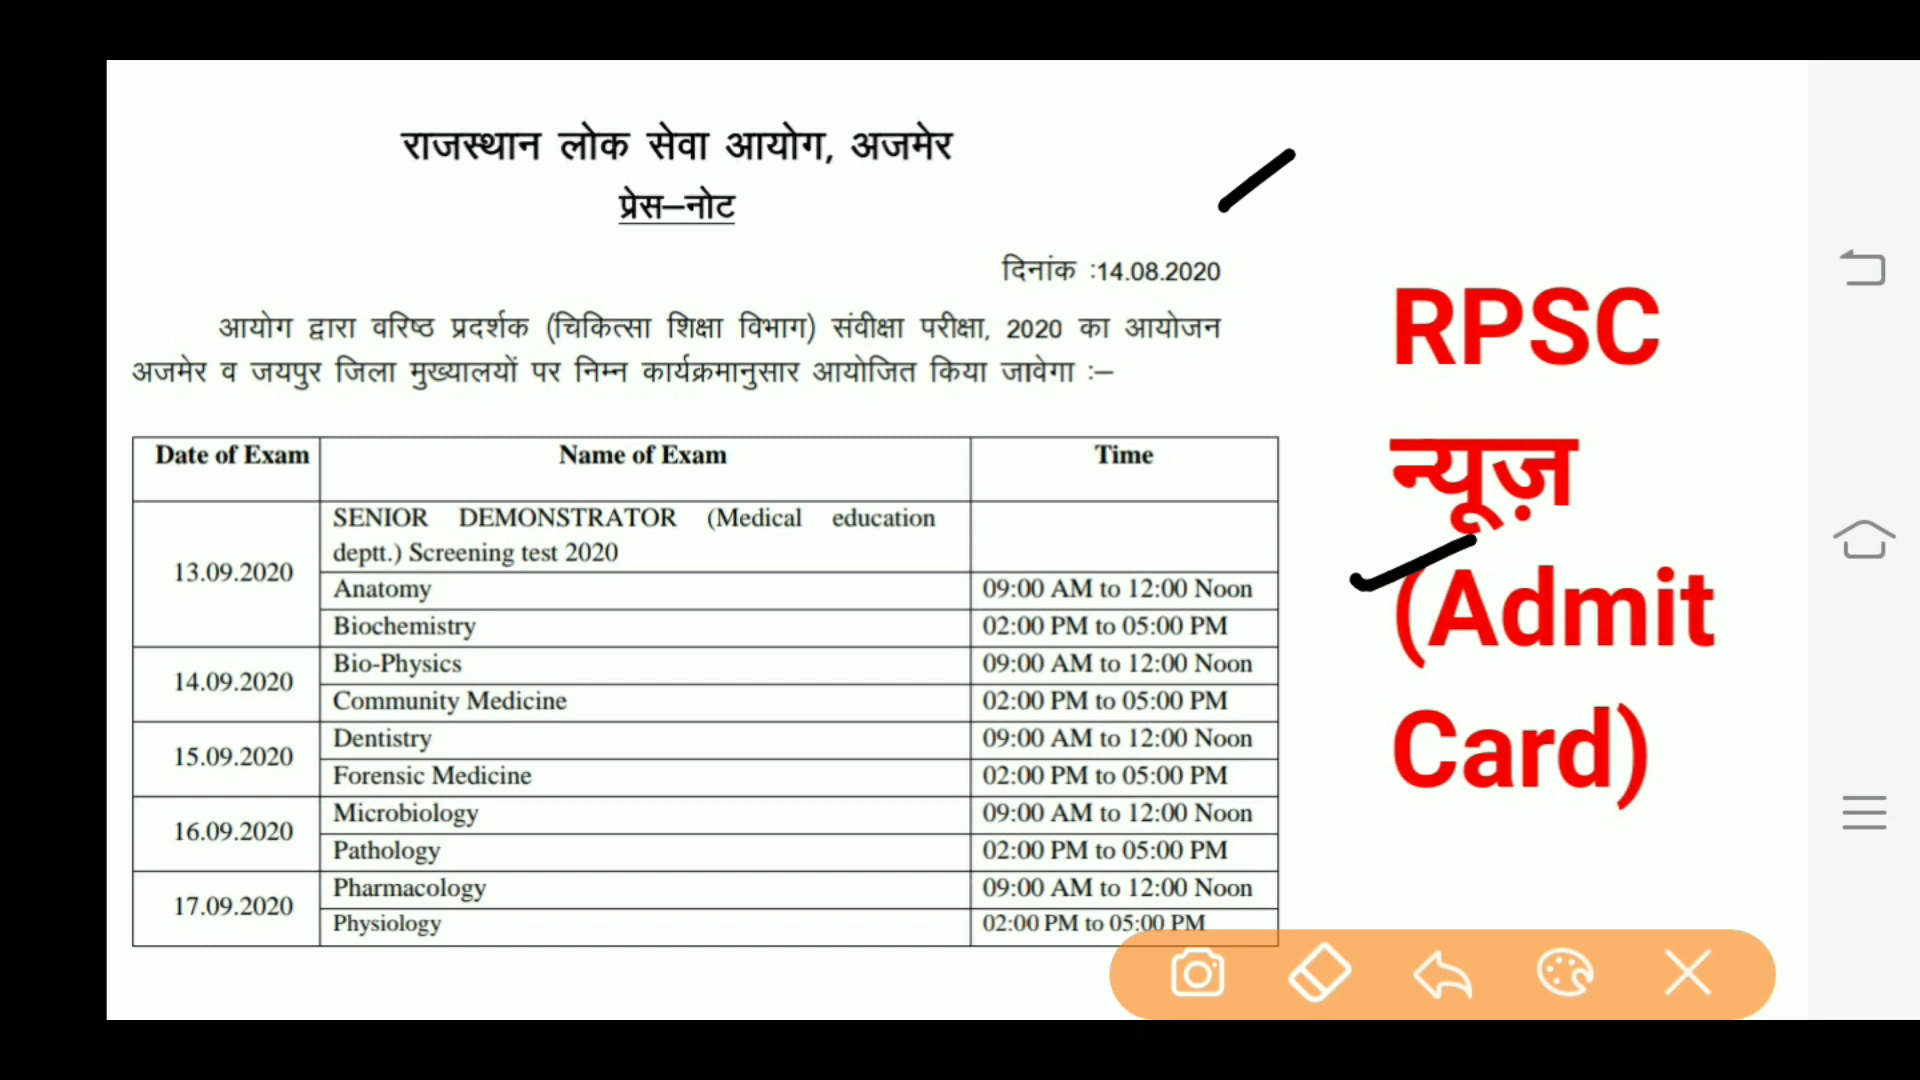 राजस्थान लोक सेवा आयोग, अजमेर
प्रेस–नोट
दिनांक :14.08.2020
आयोग द्वारा वरिष्ठ प्रदर्शक (चिकित्सा शिक्षा विभाग) संवीक्षा परीक्षा, 2020 का आयोजन
अजमेर व जयपुर जिला मुख्यालयों पर निम्न कार्यक्रमानुसार आयोजित किया जावेगा :–
Date of Exam Name of Exam Time
SENIOR DEMONSTRATOR (Medical education
deptt.) Screening test 2020
13.09.2020
Anatomy 09:00 AM to 12:00 Noon
Biochemistry 02:00 PM to 05:00 PM
14.09.2020
Bio-Physics 09:00 AM to 12:00 Noon
Community Medicine 02:00 PM to 05:00 PM
15.09.2020
Dentistry 09:00 AM to 12:00 Noon
Forensic Medicine 02:00 PM to 05:00 PM
16.09.2020
Microbiology 09:00 AM to 12:00 Noon
Pathology 02:00 PM to 05:00 PM
17.09.2020
Pharmacology 09:00 AM to 12:00 Noon
Physiology 02:00 PM to 05:00 PM
RPSC
न्यूज़
(Admit
Card)